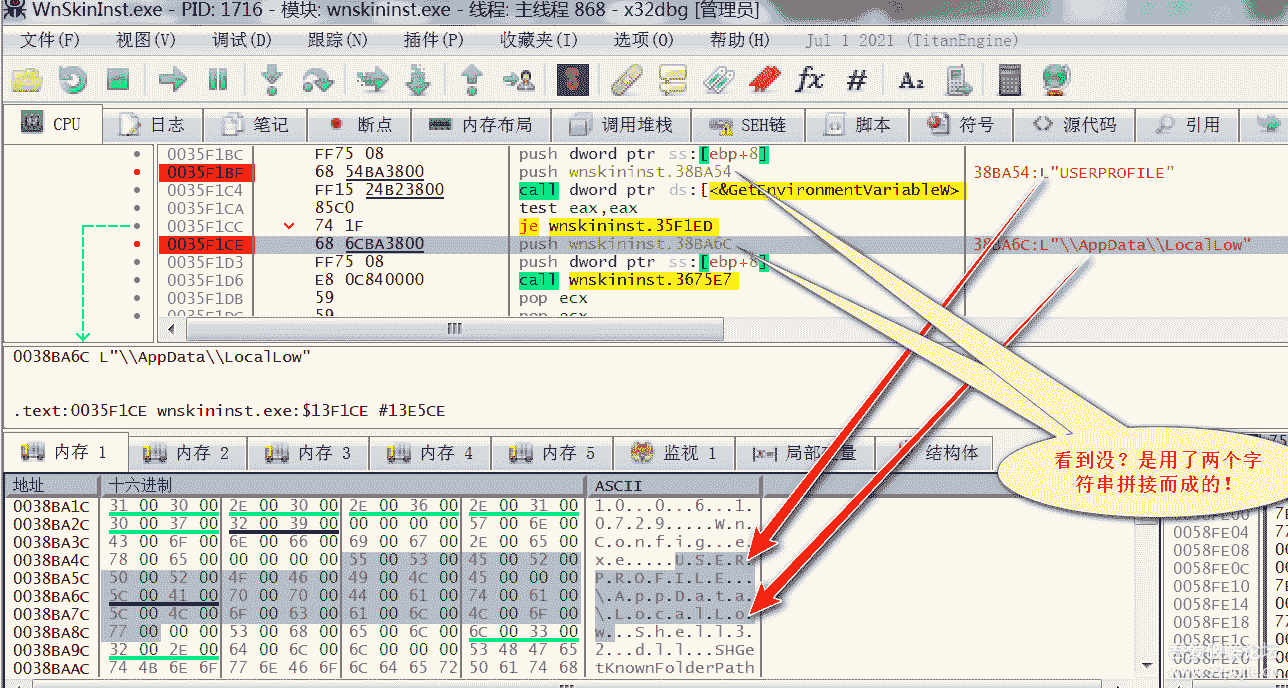 WnSkinInst.exe - PID: 1716 - 模块: wnskininst.exe - 线程: 主线程 868 - x32dbg [管理员]
文件(F) 视图(V) 调试(D) 跟踪(N) 插件(P) 收藏夹(I) 选项(O) 帮助(H) Jul 1 2021 (TitanEngine)
CPU 日志 笔记 断点 内存布局 调用堆栈 SEH链 脚本 符号 源代码 引用
0035F1BC FF75 08 push dword ptr ss:[ebp+8]
0035F1BF 68 54BA3800 push wnskininst.38BA54 38BA54:L"USERPROFILE"
0035F1C4 FF15 24B23800 call dword ptr ds:[<&GetEnvironmentVariableW>
0035F1CA 85C0 test eax,eax
0035F1CC 74 1F je wnskininst.35F1ED
0035F1CE 68 6CBA3800 push wnskininst.38BA6C 38BA6C:L"\\AppData\\LocalLow"
0035F1D3 FF75 08 push dword ptr ss:[ebp+8]
0035F1D6 E8 0C840000 call wnskininst.3675E7
0035F1DB 59 pop ecx
0038BA6C L"\\AppData\\LocalLow"
.text:0035F1CE wnskininst.exe:$13F1CE #13E5CE
内存 1 内存 2 内存 3 内存 4 内存 5 监视 1 局部变量 结构体
看到没？是用了两个字
符串拼接而成的！
地址 十六进制 ASCII
0038BA1C 31 00 30 00 2E 00 30 00 2E 00 36 00 2E 00 31 00 1.0...0...6...1.
0038BA2C 30 00 37 00 32 00 39 00 00 00 00 00 57 00 6E 00 0.7.2.9.....W.n.
0038BA3C 43 00 6F 00 6E 00 66 00 69 00 67 00 2E 00 65 00 C.o.n.f.i.g...e.
0038BA4C 78 00 65 00 00 00 00 00 55 00 53 00 45 00 52 00 x.e.....U.S.E.R.
0038BA5C 50 00 52 00 4F 00 46 00 49 00 4C 00 45 00 00 00 P.R.O.F.I.L.E...
0038BA6C 5C 00 41 00 70 00 70 00 44 00 61 00 74 00 61 00 \.A.p.p.D.a.t.a.
0038BA7C 5C 00 4C 00 6F 00 63 00 61 00 6C 00 4C 00 6F 00 \.L.o.c.a.l.L.o.
0038BA8C 77 00 00 00 53 00 68 00 65 00 6C 00 6C 00 33 00 w...S.h.e.l.l.3.
0038BA9C 32 00 2E 00 64 00 6C 00 6C 00 00 00 53 48 47 65 2...d.l.l...SHGe
0038BAAC 74 4B 6E 6F 77 6E 46 6F 6C 64 65 72 50 61 74 68 tKnownFolderPath
0058FE04
0058FE08
0058FE0C
0058FE10
0058FE14
0058FE18
0058FE1C